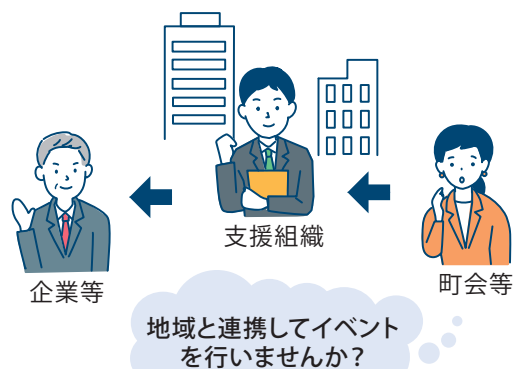 支援組織
企業等
町会等
地域と連携してイベント
を行いませんか?